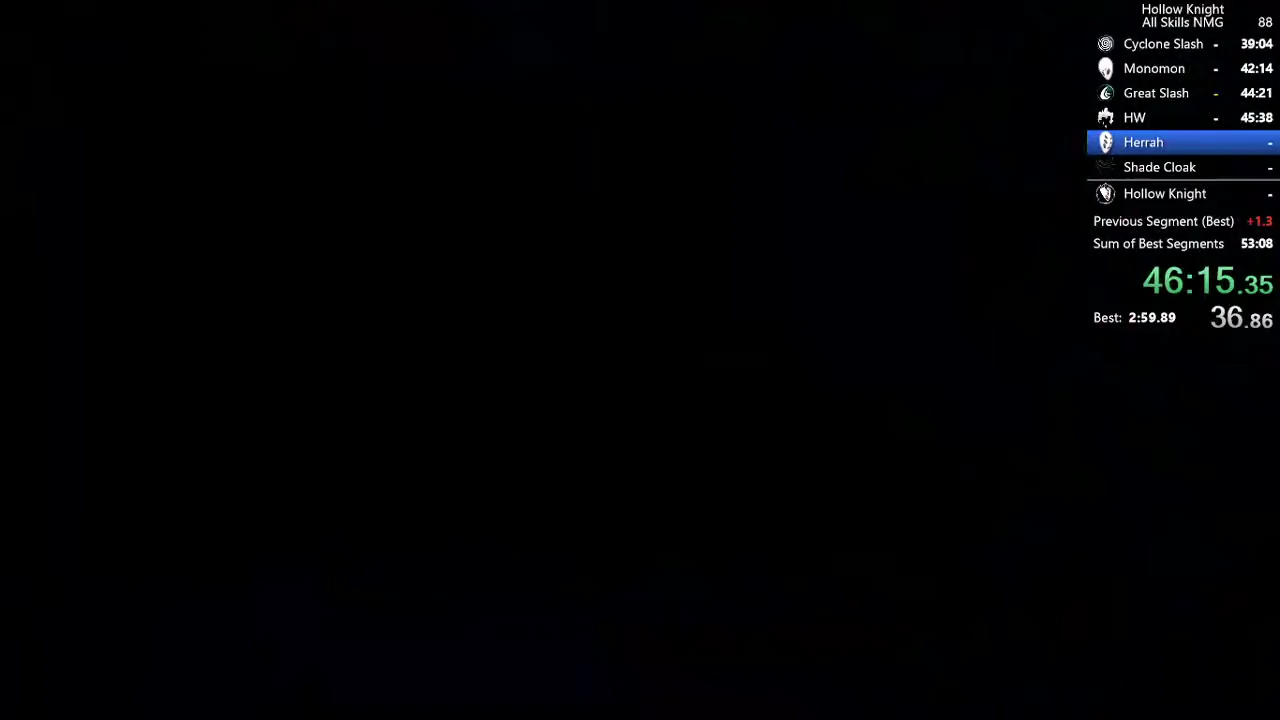 Hollow Knight
All Skills NMG 88
Cyclone Slash - 39:04
Monomon - 42:14
Great Slash - 44:21
HW - 45:38
Herrah -
Shade Cloak -
Hollow Knight -
Previous Segment (Best) +1.3
Sum of Best Segments 53:08
46:15.35
Best: 2:59.89 36.86